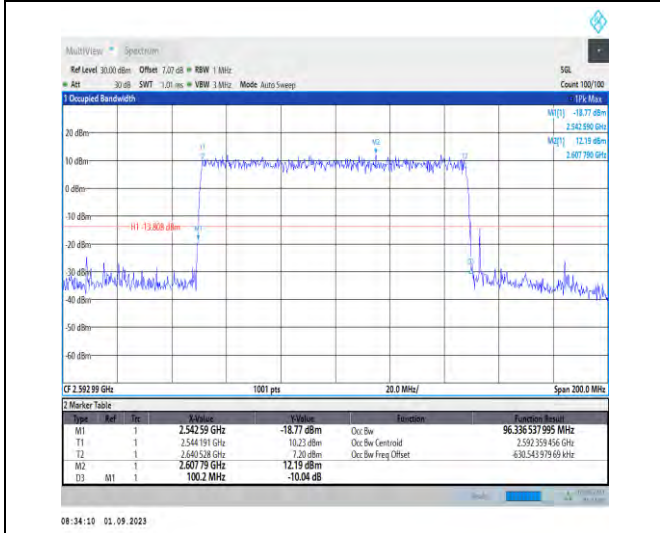 MultiView Spectrum
Ref Level 30.00 dBm Offset 7.07 dB RBW 1 MHz SGL
Att 30 dB SWT 1.01 ms VBW 3 MHz Mode Auto Sweep Count 100/100
1 Occupied Bandwidth 1Pk Max
M1[1] -18.77 dBm
2.542 590 GHz
M2[1] 12.19 dBm
2.607 790 GHz
20 dBm
M2
T1
T2
10 dBm
0 dBm
-10 dBm
H1 -13.808 dBm
M1
-20 dBm
-30 dBm
D3
-40 dBm
-50 dBm
-60 dBm
CF 2.592 99 GHz 1001 pts 20.0 MHz/ Span 200.0 MHz
2 Marker Table
Type Ref Trc X-Value Y-Value Function Function Result
M1 1 2.542 59 GHz -18.77 dBm Occ Bw 96.336 537 995 MHz
T1 1 2.544 191 GHz 10.23 dBm Occ Bw Centroid 2.592 359 456 GHz
T2 1 2.640 528 GHz 7.20 dBm Occ Bw Freq Offset -630.543 979 69 kHz
M2 1 2.607 79 GHz 12.19 dBm
D3 M1 1 100.2 MHz -10.04 dB
08:34:10 01.09.2023